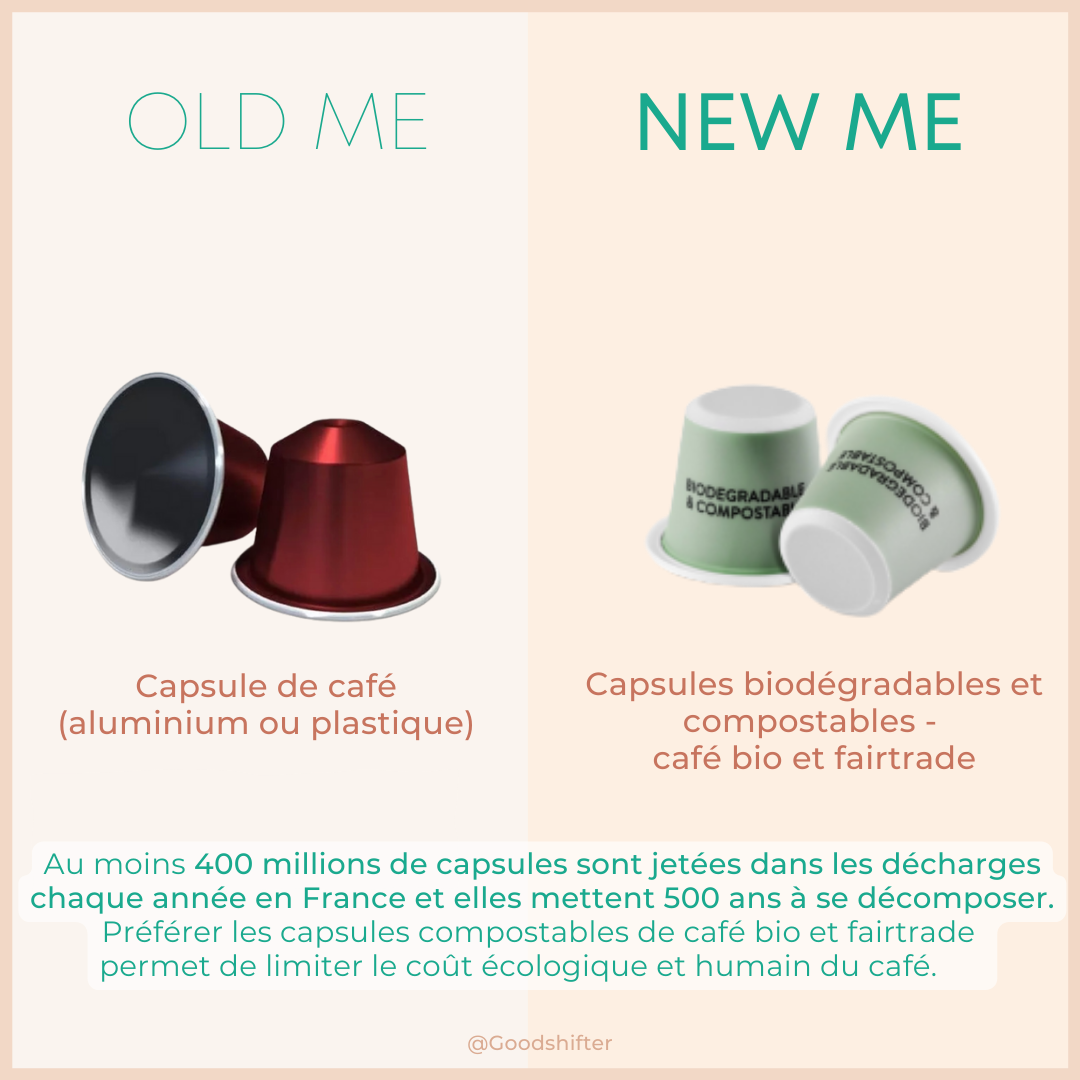 OLD ME
NEW ME
BIODEGRADABLE
& COMPOSTABL
BIODEGRADABLE
& COMPOSTABLE
Capsule de café
(aluminium ou plastique)
Capsules biodégradables et
compostables -
café bio et fairtrade
Au moins 400 millions de capsules sont jetées dans les décharges
chaque année en France et elles mettent 500 ans à se décomposer.
Préférer les capsules compostables de café bio et fairtrade
permet de limiter le coût écologique et humain du café.
@Goodshifter